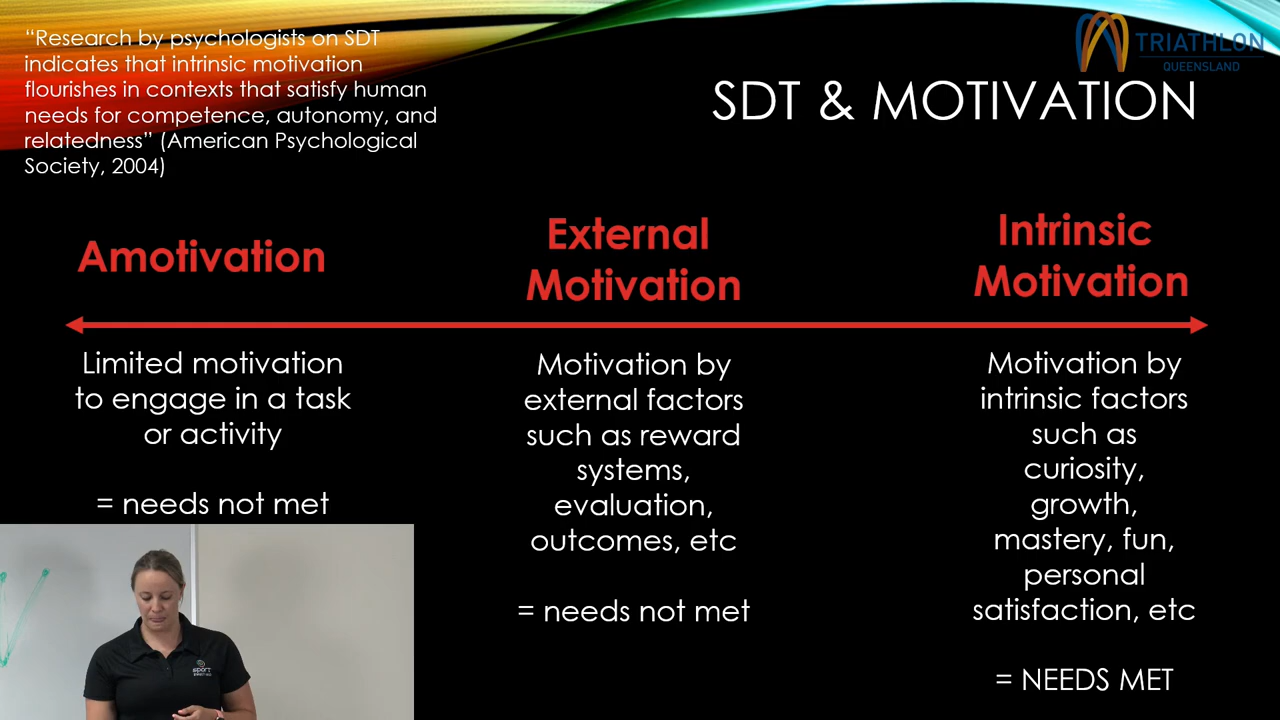 “Research by psychologists on SDT
indicates that intrinsic motivation
flourishes in contexts that satisfy human
needs for competence, autonomy, and
relatedness” (American Psychological
Society, 2004)
TRIATHLON
QUEENSLAND
SDT & MOTIVATION
Amotivation
Limited motivation
to engage in a task
or activity
= needs not met
External
Motivation
Motivation by
external factors
such as reward
systems,
evaluation,
outcomes, etc
= needs not met
Intrinsic
Motivation
Motivation by
intrinsic factors
such as
curiosity,
growth,
mastery, fun,
personal
satisfaction, etc
= NEEDS MET
sport